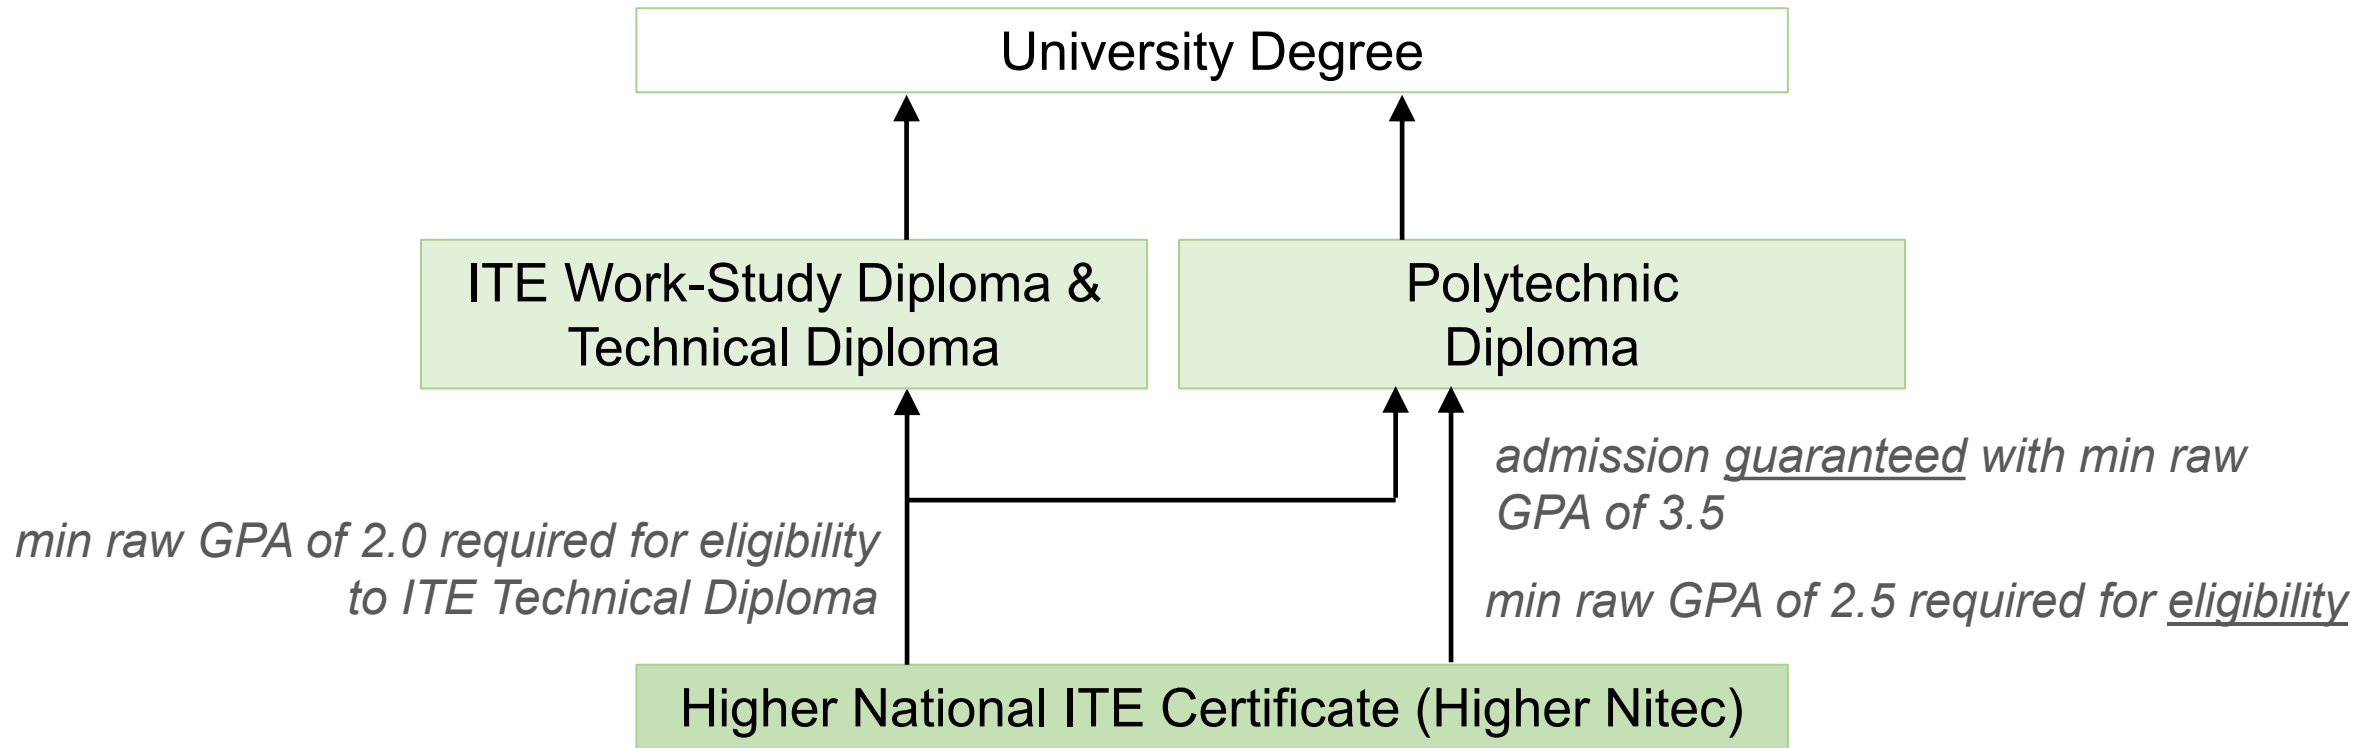 University Degree
ITE Work-Study Diploma &
Technical Diploma
Polytechnic
Diploma
admission guaranteed with min raw
GPA of 3.5
min raw GPA of 2.0 required for eligibility
to ITE Technical Diploma
min raw GPA of 2.5 required for eligibility
Higher National ITE Certificate (Higher Nitec)